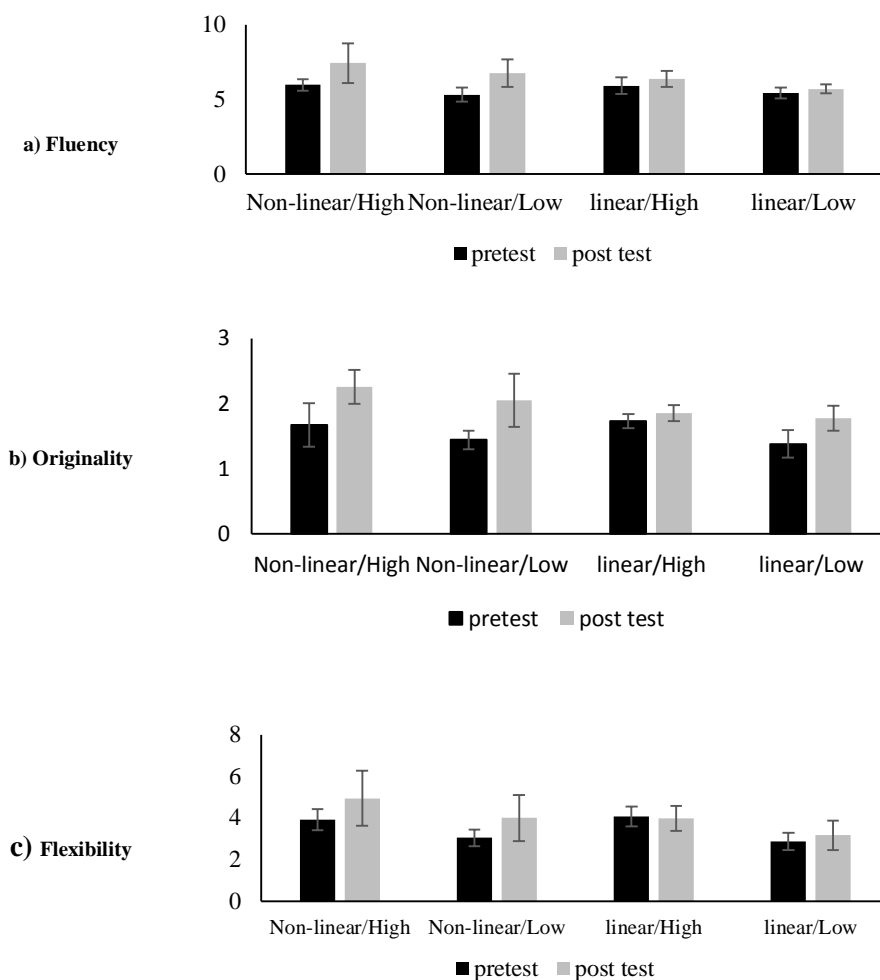 10
5
0
a) Fluency
Non-linear/High Non-linear/Low linear/High linear/Low
pretest post test
3
2
1
0
b) Originality
Non-linear/High Non-linear/Low linear/High linear/Low
pretest post test
8
6
4
2
0
c) Flexibility
Non-linear/High Non-linear/Low linear/High linear/Low
pretest post test